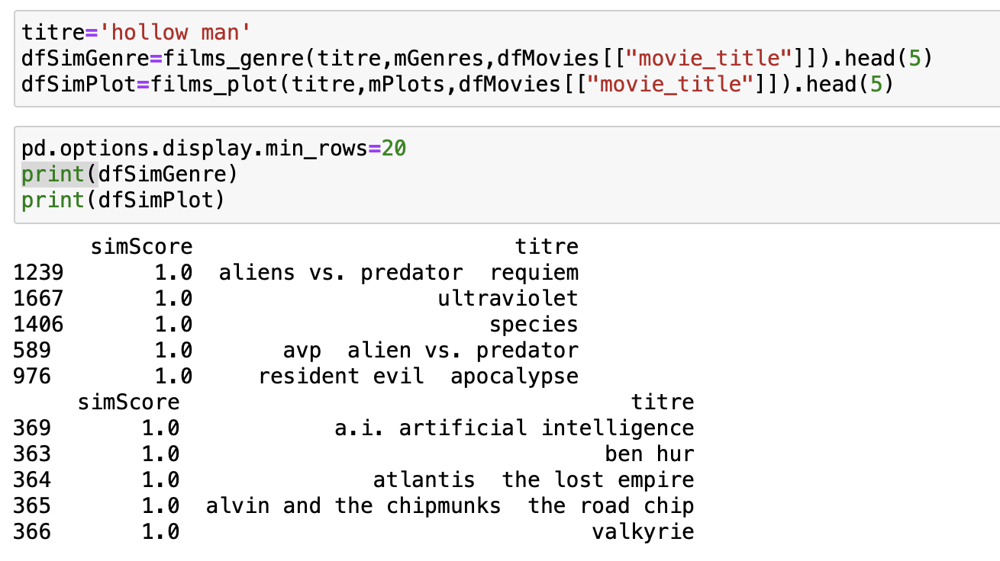 titre='hollow man'
dfSimGenre=films_genre(titre,mGenres,dfMovies[["movie_title"]]).head(5)
dfSimPlot=films_plot(titre,mPlots,dfMovies[["movie_title"]]).head(5)
pd.options.display.min_rows=20
print(dfSimGenre)
print(dfSimPlot)
      simScore                         titre
1239       1.0  aliens vs. predator  requiem
1667       1.0                   ultraviolet
1406       1.0                       species
589        1.0       avp  alien vs. predator
976        1.0     resident evil  apocalypse
     simScore                                   titre
369       1.0            a.i. artificial intelligence
363       1.0                                 ben hur
364       1.0               atlantis  the lost empire
365       1.0  alvin and the chipmunks  the road chip
366       1.0                                valkyrie